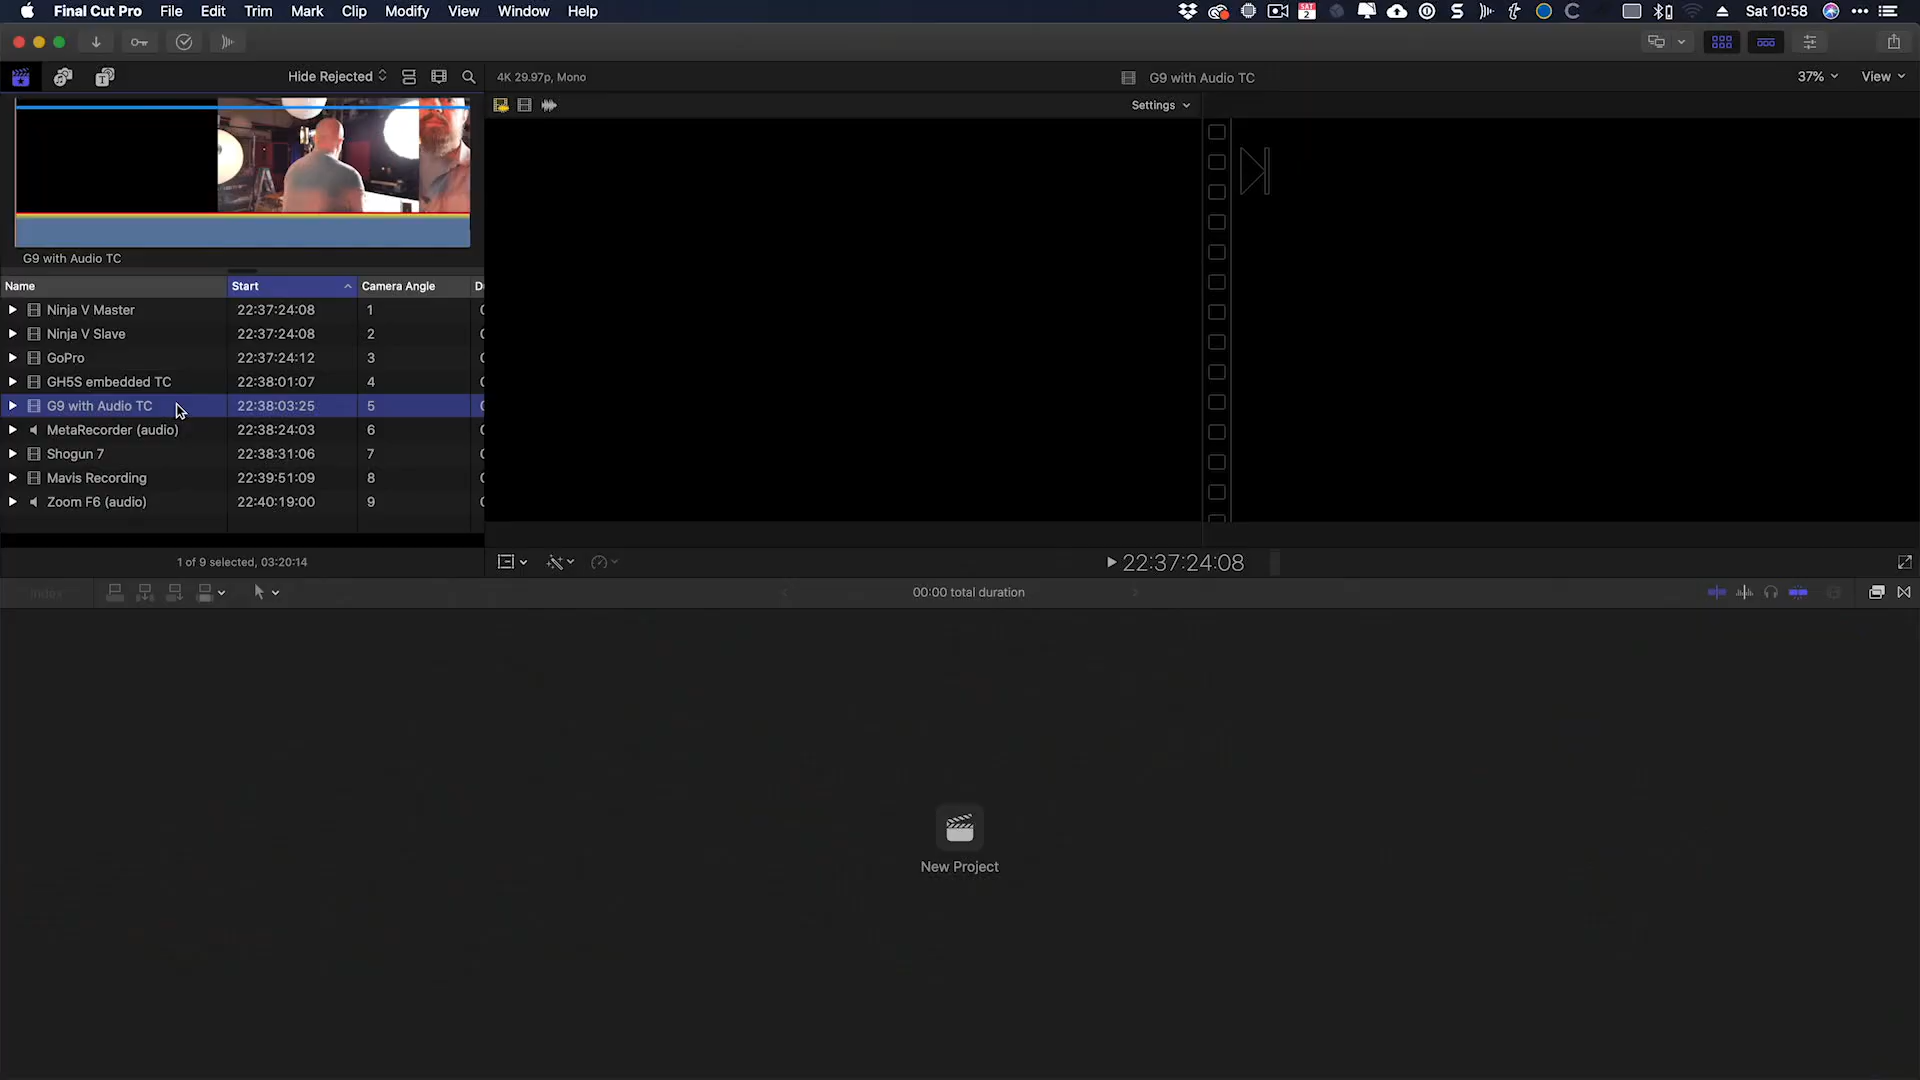 Final Cut Pro File Edit Trim Mark Clip Modify View Window Help SAT 2 Sat 10:58
Hide Rejected 4K 29.97p, Mono G9 with Audio TC 37% View
Settings
G9 with Audio TC
Name Start Camera Angle
Ninja V Master 22:37:24:08 1
Ninja V Slave 22:37:24:08 2
GoPro 22:37:24:12 3
GH5S embedded TC 22:38:01:07 4
G9 with Audio TC 22:38:03:25 5
MetaRecorder (audio) 22:38:24:03 6
Shogun 7 22:38:31:06 7
Mavis Recording 22:39:51:09 8
Zoom F6 (audio) 22:40:19:00 9
1 of 9 selected, 03:20:14 22:37:24:08
Index 00:00 total duration
New Project